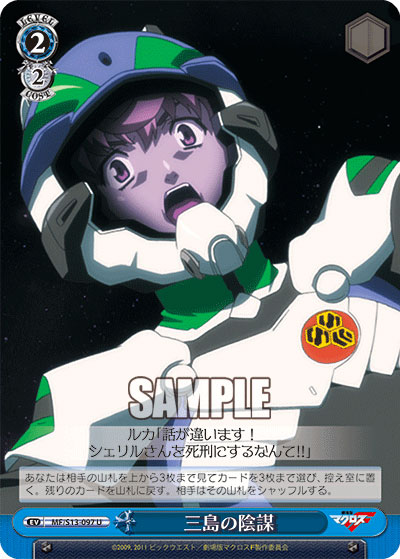 LEVEL
2
2
COST
SAMPLE
ルカ「話が違います!
シェリルさんを死刑にするなんて!!」
あなたは相手の山札を上から3枚まで見てカードを3枚まで選び、控え室に置
く。残りのカードを山札に戻す。相手はその山札をシャッフルする。
EV MF/S13-097 U
三島の陰謀
劇場版
マクロスF
©2009, 2011 ビックウエスト/劇場版マクロスF製作委員会